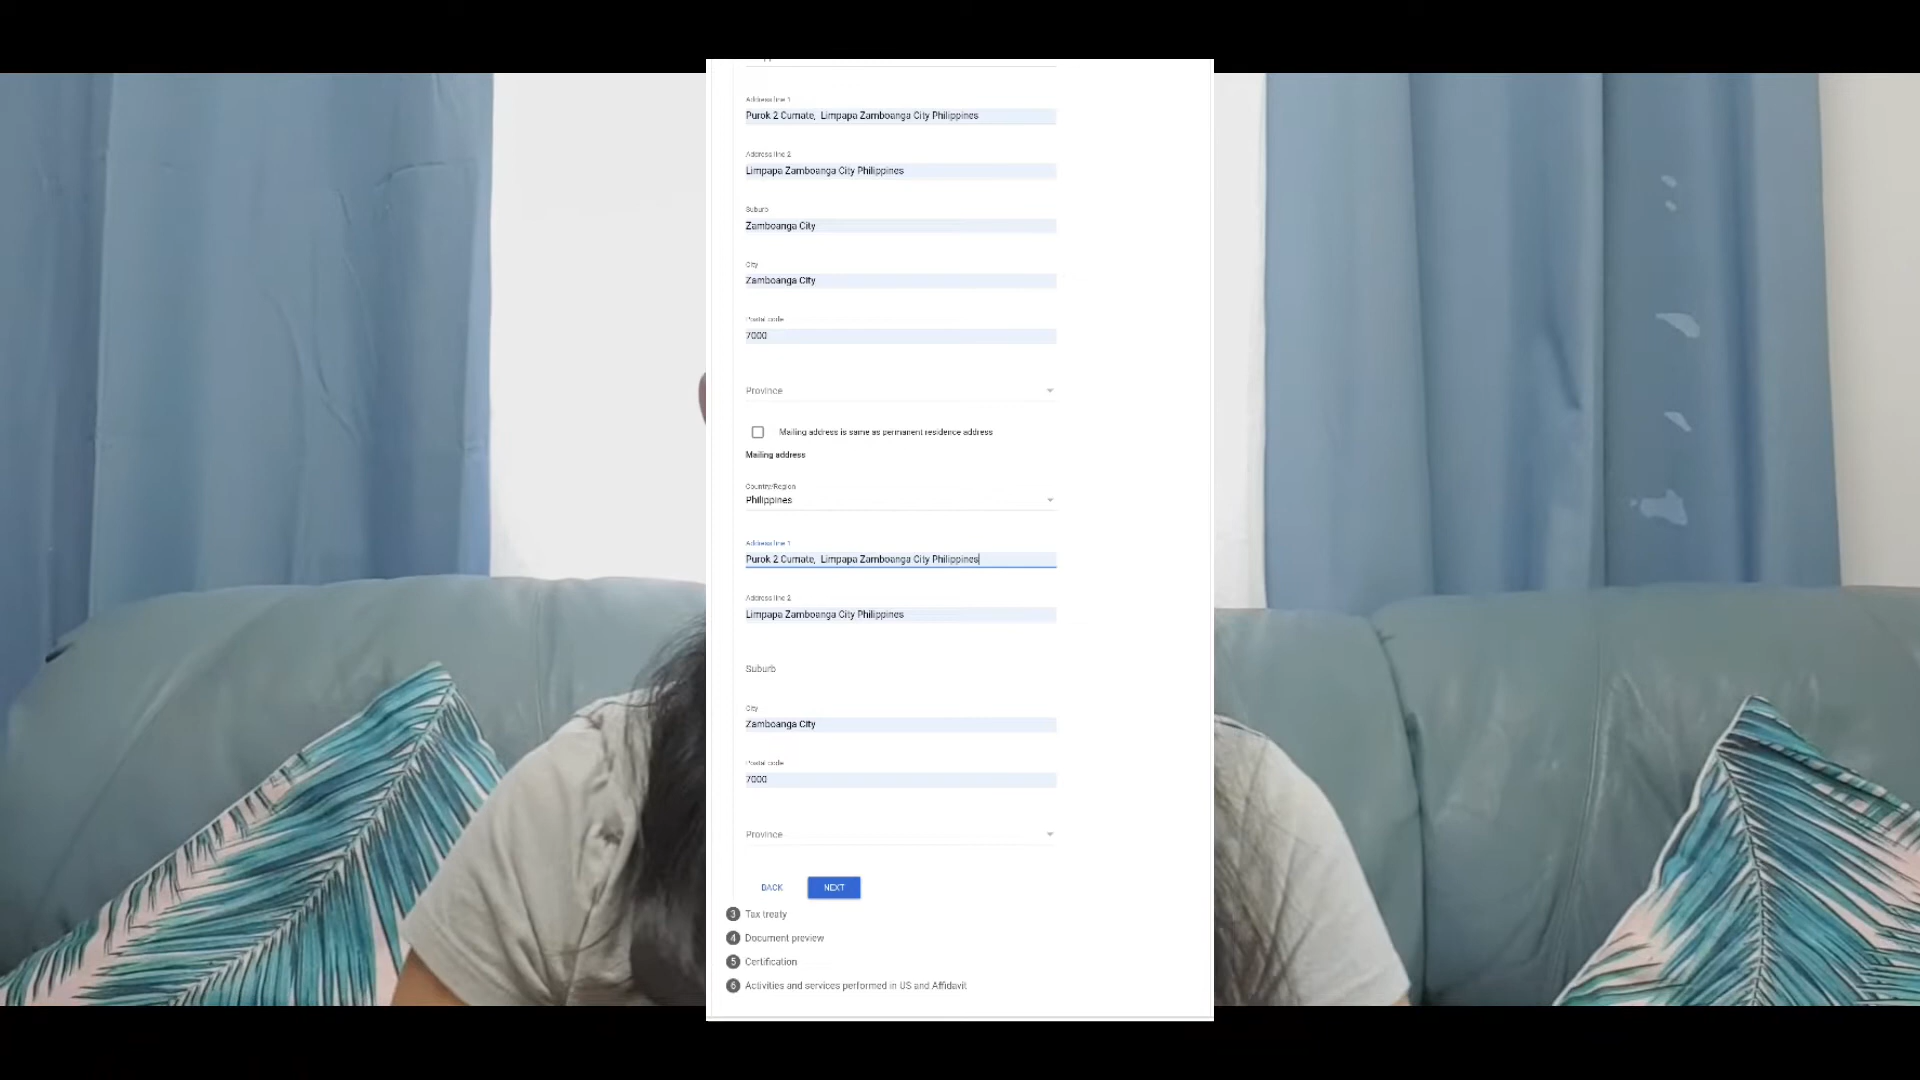 Address line 1
Purok 2 Cumate, Limpapa Zamboanga City Philippines
Address line 2
Limpapa Zamboanga City Philippines
Suburb
Zamboanga City
City
Zamboanga City
Postal code
7000
Province
Mailing address is same as permanent residence address
Mailing address
Country/Region
Philippines
Address line 1
Purok 2 Cumate, Limpapa Zamboanga City Philippines
Address line 2
Limpapa Zamboanga City Philippines
Suburb
City
Zamboanga City
Postal code
7000
Province
BACK NEXT
3 Tax treaty
4 Document preview
5 Certification
6 Activities and services performed in US and Affidavit